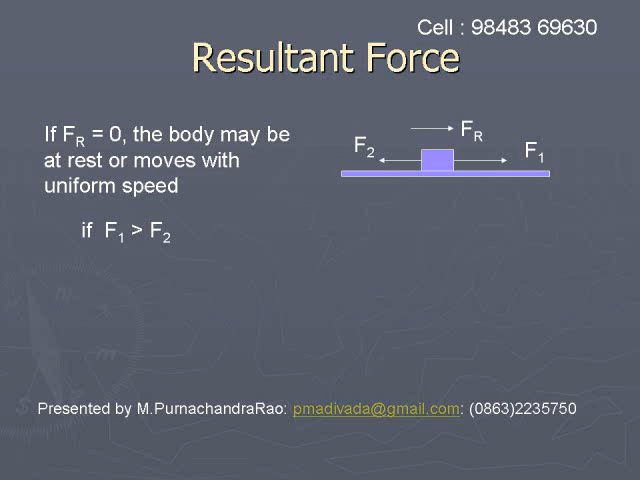 Cell : 98483 69630
Resultant Force
If FR = 0, the body may be
at rest or moves with
uniform speed
if F1 > F2
FR
F2
F1
Presented by M.PurnachandraRao: pmadivada@gmail.com: (0863)2235750